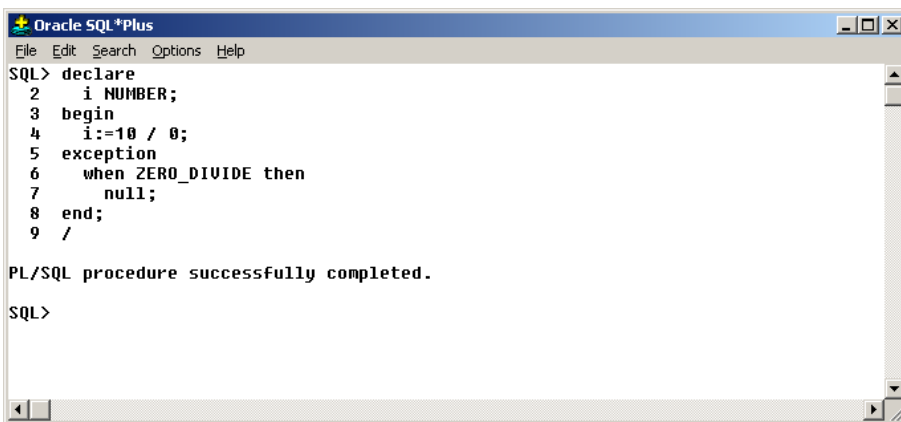 Oracle SQL*Plus
File Edit Search Options Help
SQL> declare
2 i NUMBER;
3 begin
4 i:=10 / 0;
5 exception
6 when ZERO_DIVIDE then
7 null;
8 end;
9 /
PL/SQL procedure successfully completed.
SQL>